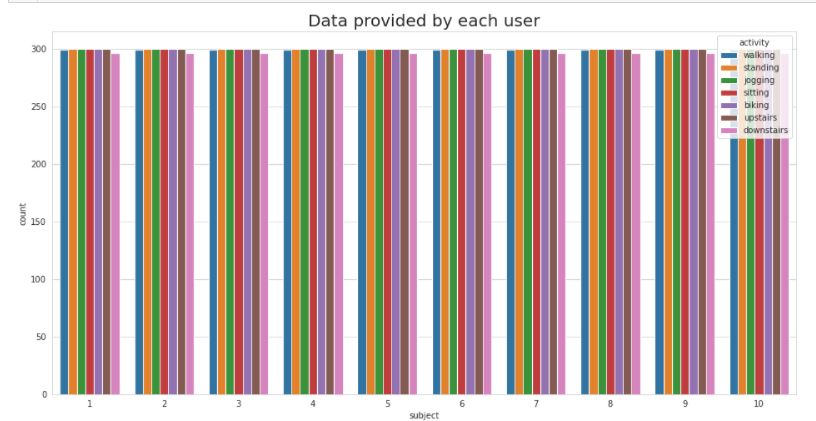 Data provided by each user
300
250
200
150
100
50
0
count
activity
walking
standing
jogging
sitting
biking
upstairs
downstairs
1 2 3 4 5 6 7 8 9 10
subject